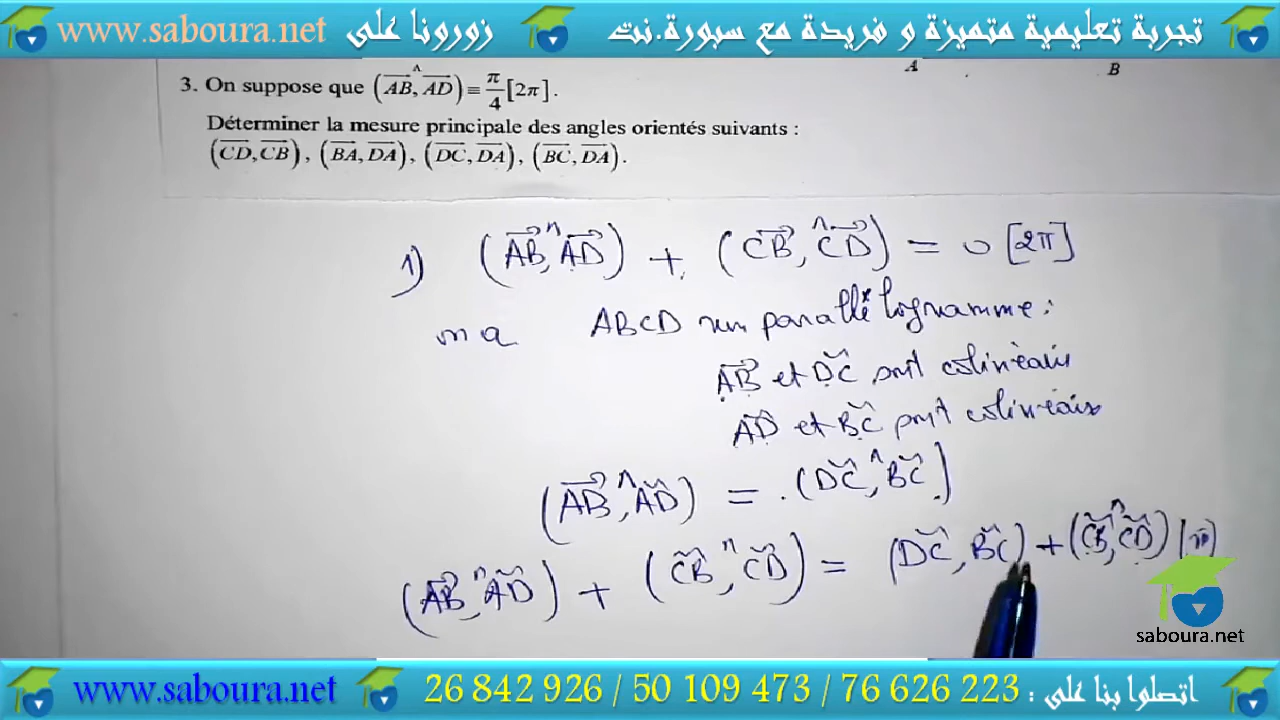 www.saboura.net زورونا على تجربة تعليمية متميزة و فريدة مع سبورة.نت
A B
3. On suppose que (AB, AD) ≡ π/4 [2π].
Déterminer la mesure principale des angles orientés suivants :
(CD,CB), (BA,DA), (DC,DA), (BC,DA).
1) (AB, AD) + (CB, CD) = 0 [2π]
on a ABCD un parallélogramme :
AB et DC sont colinéair
AD et BC sont colinéaix
(AB, AD) = (DC, BC)
(AB, AD) + (CB, CD) = (DC, BC) + (CB, CD)
saboura.net
www.saboura.net 26 842 926 / 50 109 473 / 76 626 223 : اتصلوا بنا على